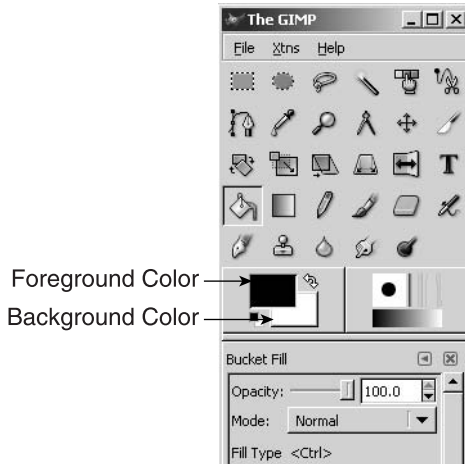 The GIMP
File Xtns Help
T
Foreground Color
Background Color
Bucket Fill
Opacity: 100.0
Mode: Normal
Fill Type <Ctrl>